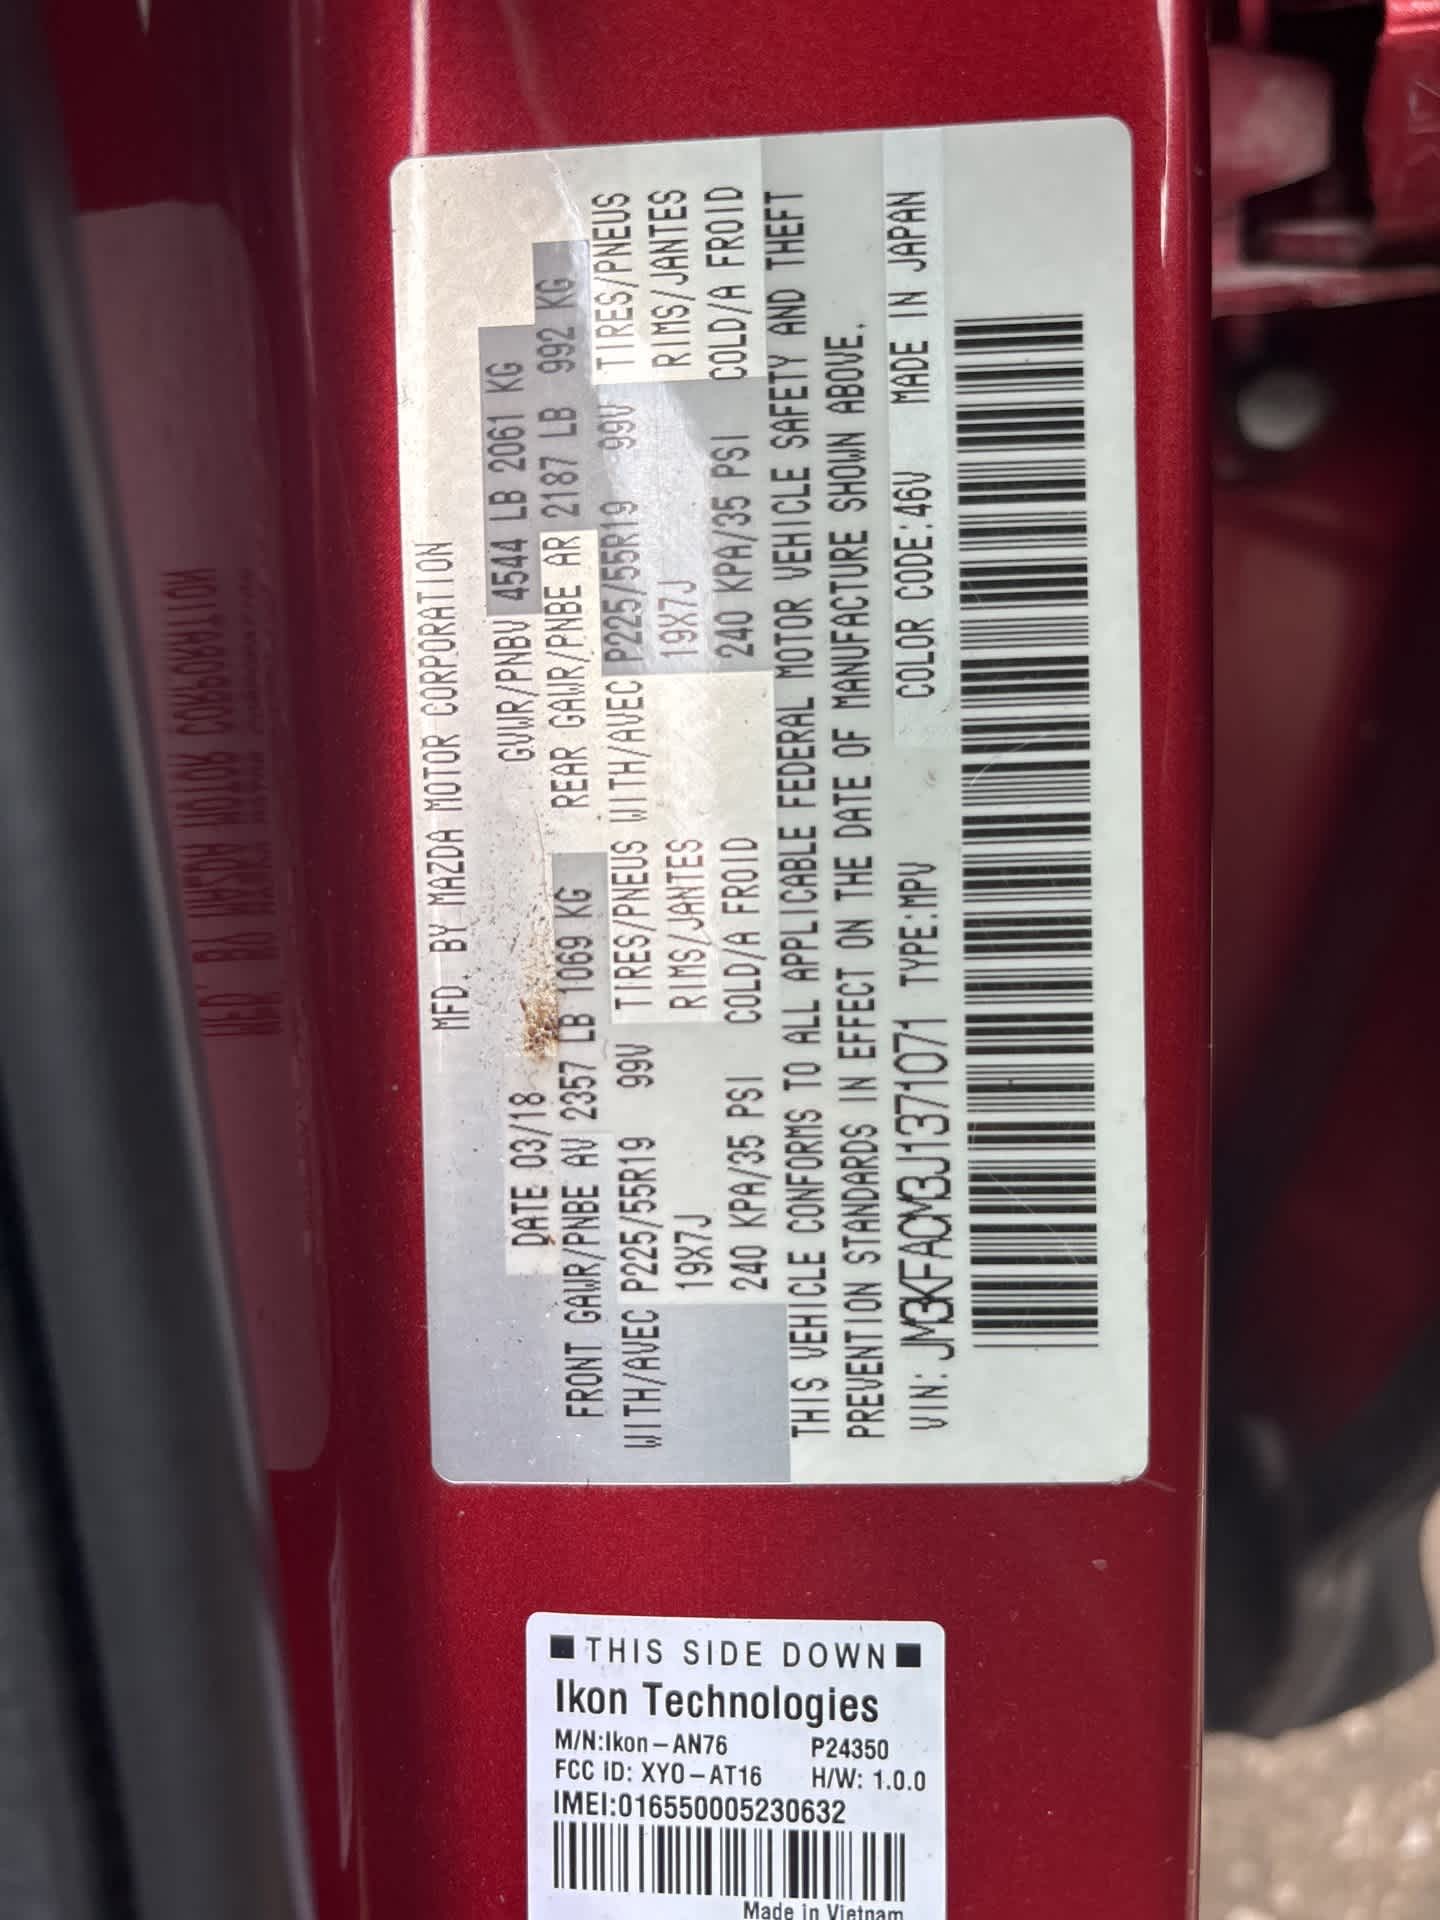 MFD. BY MAZDA MOTOR CORPORATION
DATE 03/18 GVWR/PNBV 4544 LB 2061 KG
FRONT GAWR/PNBE AV 2357 LB 1069 KG REAR GAWR/PNBE AR 2187 LB 992 KG
WITH/AVEC P225/55R19 99V TIRES/PNEUS WITH/AVEC P225/55R19 99V TIRES/PNEUS
19X7J RIMS/JANTES 19X7J RIMS/JANTES
240 KPA/35 PSI COLD/A FROID 240 KPA/35 PSI COLD/A FROID
THIS VEHICLE CONFORMS TO ALL APPLICABLE FEDERAL MOTOR VEHICLE SAFETY AND THEFT
PREVENTION STANDARDS IN EFFECT ON THE DATE OF MANUFACTURE SHOWN ABOVE.
VIN: JM3KFACM3J1371071 TYPE:MPV COLOR CODE:46V MADE IN JAPAN
■ THIS SIDE DOWN ■
Ikon Technologies
M/N:Ikon-AN76 P24350
FCC ID: XYO-AT16 H/W: 1.0.0
IMEI:016550005230632
Made in Vietnam